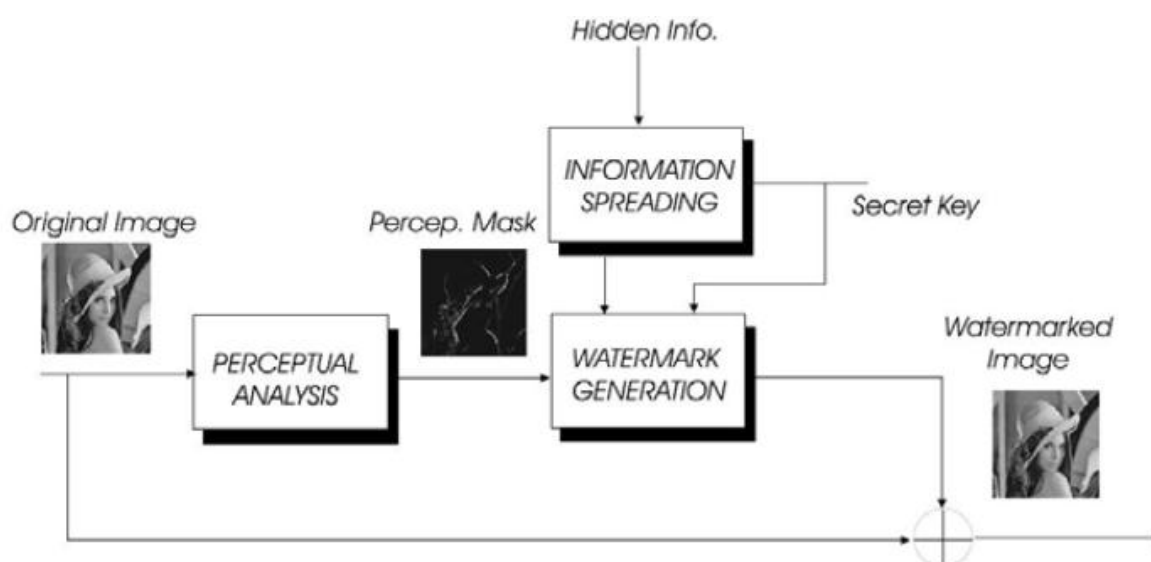 Hidden Info.
INFORMATION
SPREADING
Secret Key
Original Image
Percep. Mask
PERCEPTUAL
ANALYSIS
WATERMARK
GENERATION
Watermarked
Image